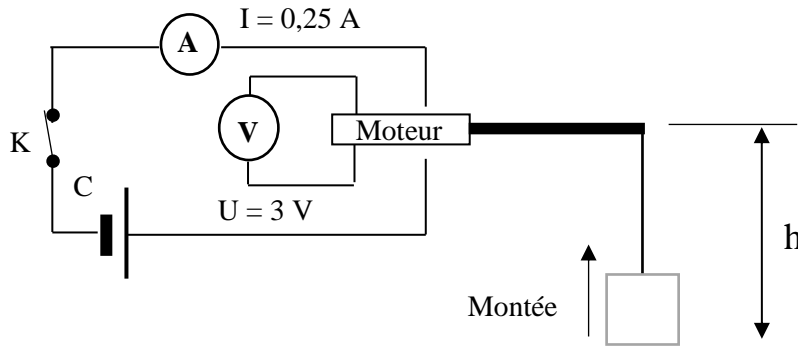 I = 0,25 A
A
K
V
Moteur
C
U = 3 V
h
Montée